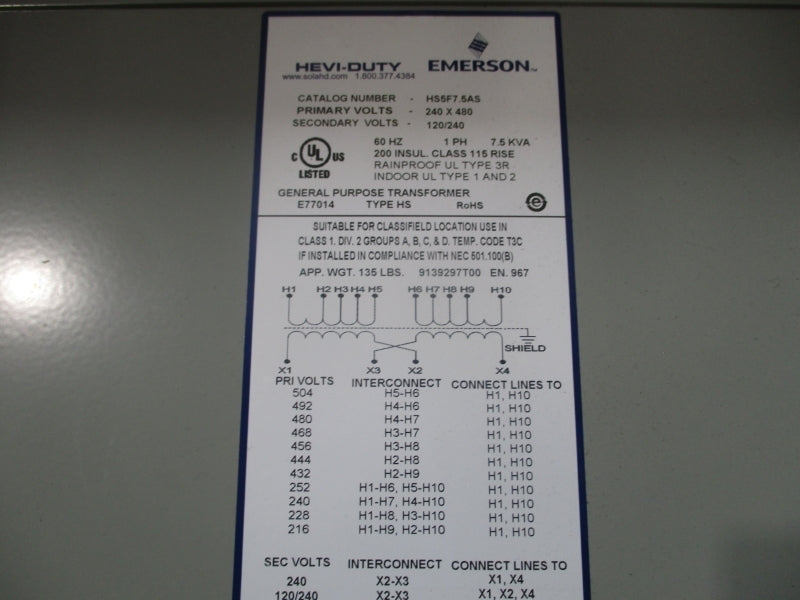 HEVI-DUTY
www.solahd.com 1.800.377.4384
EMERSON™
CATALOG NUMBER - HS5F7.5AS
PRIMARY VOLTS - 240 X 480
SECONDARY VOLTS - 120/240
C UL US
LISTED
60 HZ 1 PH 7.5 KVA
200 INSUL. CLASS 115 RISE
RAINPROOF UL TYPE 3R
INDOOR UL TYPE 1 AND 2
GENERAL PURPOSE TRANSFORMER
E77014 TYPE HS RoHS
e
SUITABLE FOR CLASSIFIELD LOCATION USE IN
CLASS 1. DIV. 2 GROUPS A, B, C, & D. TEMP. CODE T3C
IF INSTALLED IN COMPLIANCE WITH NEC 501.100(B)
APP. WGT. 135 LBS. 9139297T00 EN. 967
H1 H2 H3 H4 H5 H6 H7 H8 H9 H10
SHIELD
X1 X3 X2 X4
PRI VOLTS INTERCONNECT CONNECT LINES TO
504 H5-H6 H1, H10
492 H4-H6 H1, H10
480 H4-H7 H1, H10
468 H3-H7 H1, H10
456 H3-H8 H1, H10
444 H2-H8 H1, H10
432 H2-H9 H1, H10
252 H1-H6, H5-H10 H1, H10
240 H1-H7, H4-H10 H1, H10
228 H1-H8, H3-H10 H1, H10
216 H1-H9, H2-H10 H1, H10
SEC VOLTS INTERCONNECT CONNECT LINES TO
240 X2-X3 X1, X4
120/240 X2-X3 X1, X2, X4